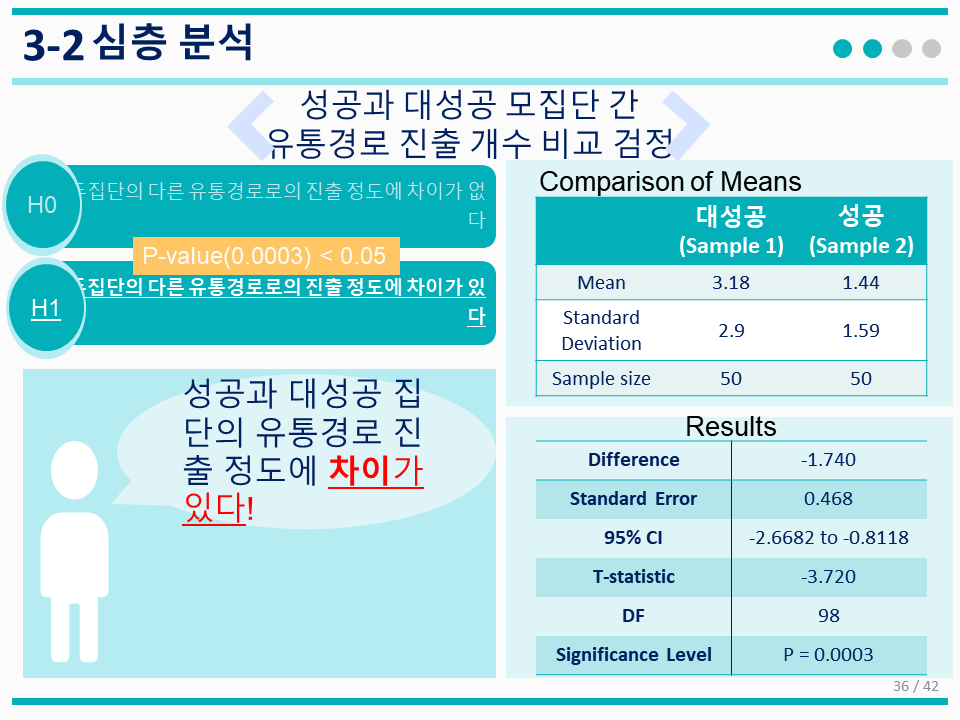 3-2 심층 분석
성공과 대성공 모집단 간
유통경로 진출 개수 비교 검정
H0
집단의 다른 유통경로로의 진출 정도에 차이가 없
다
P-value(0.0003) < 0.05
H1
집단의 다른 유통경로로의 진출 정도에 차이가 있
다
성공과 대성공 집
단의 유통경로 진
출 정도에 차이가
있다!
Comparison of Means
대성공 성공
(Sample 1) (Sample 2)
Mean 3.18 1.44
Standard
Deviation 2.9 1.59
Sample size 50 50
Results
Difference -1.740
Standard Error 0.468
95% CI -2.6682 to -0.8118
T-statistic -3.720
DF 98
Significance Level P = 0.0003
36 / 42